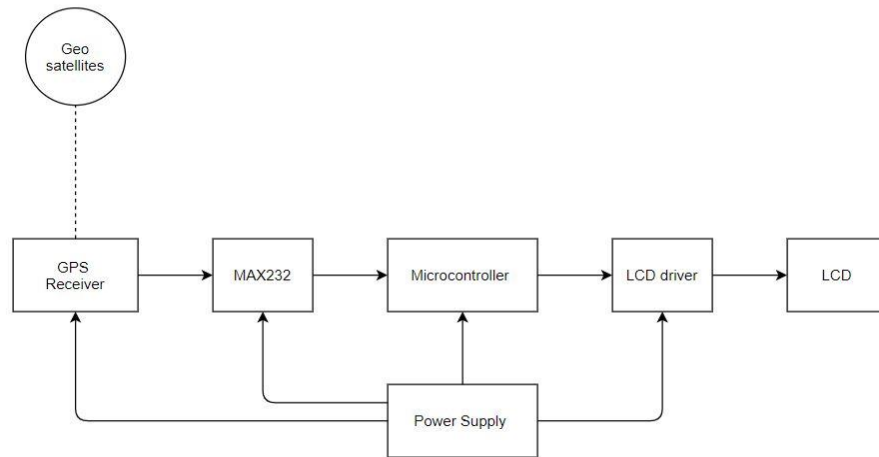 Geo
satellites
GPS
Receiver
MAX232
Microcontroller
LCD driver
LCD
Power Supply